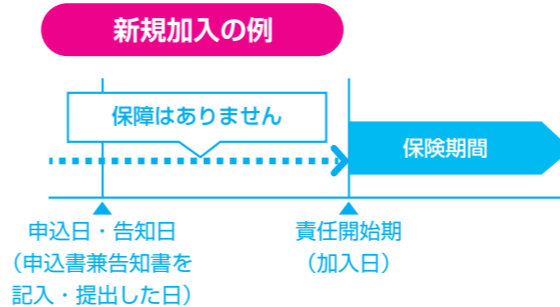 新規加入の例
保障はありません
保険期間
申込日・告知日
（申込書兼告知書を
記入・提出した日）
責任開始期
（加入日）